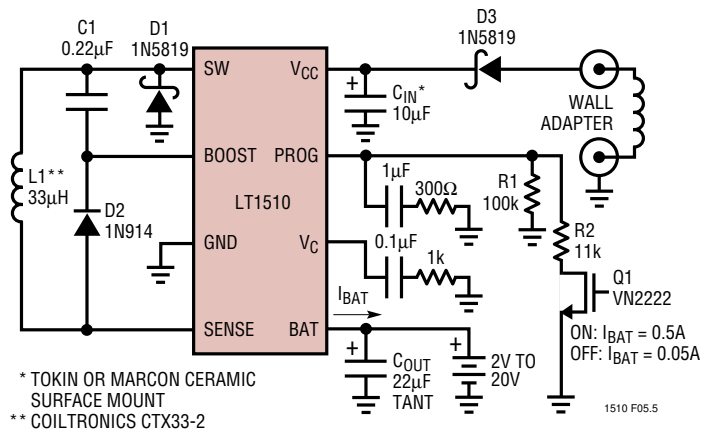 C1
0.22µF
D1
1N5819
D3
1N5819
SW
VCC
+
CIN*
10µF
WALL
ADAPTER
BOOST
PROG
L1**
33µH
1µF
300Ω
R1
100k
LT1510
D2
1N914
R2
11k
GND
VC
0.1µF
1k
Q1
VN2222
IBAT
SENSE
BAT
ON: IBAT = 0.5A
OFF: IBAT = 0.05A
+
COUT
22µF
TANT
+
2V TO
20V
* TOKIN OR MARCON CERAMIC
SURFACE MOUNT
** COILTRONICS CTX33-2
1510 F05.5